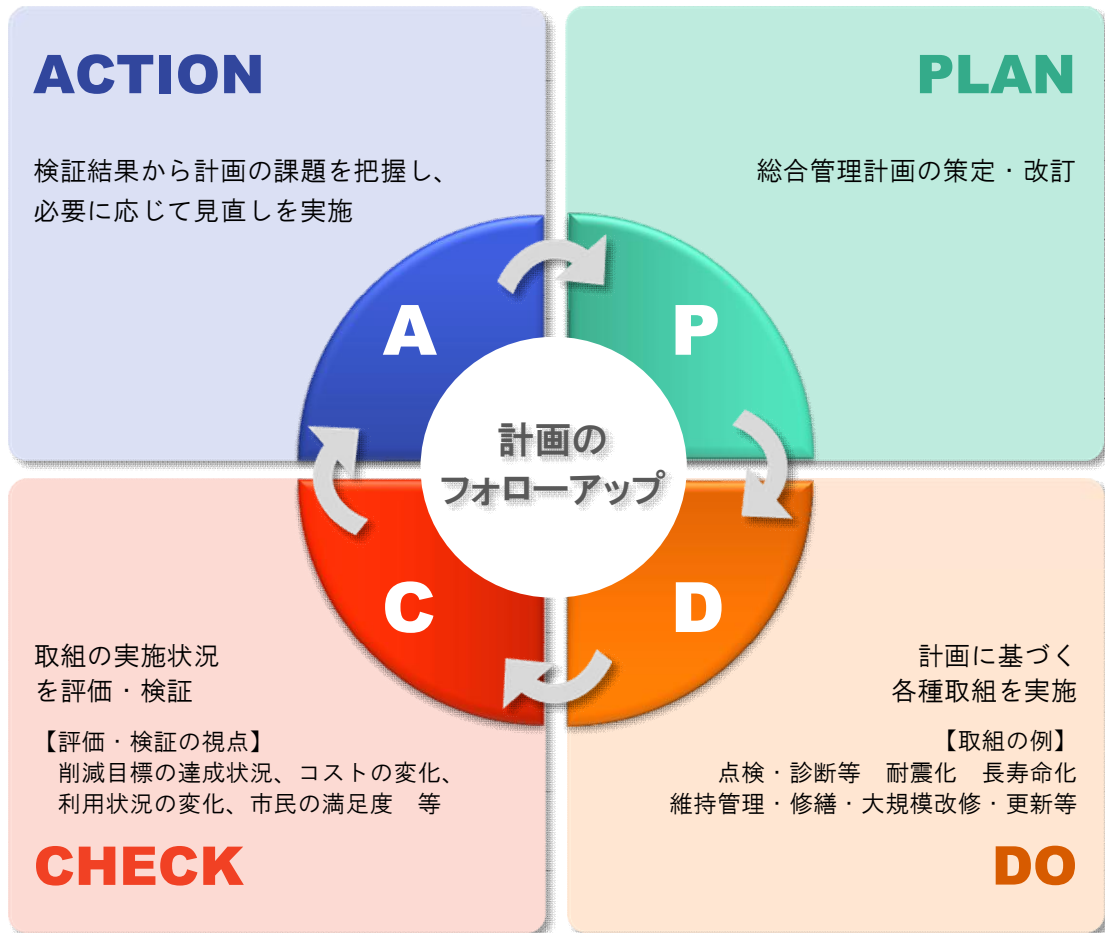 ACTION
検証結果から計画の課題を把握し、
必要に応じて見直しを実施
PLAN
総合管理計画の策定・改訂
A
P
計画の
フォローアップ
C
D
取組の実施状況
を評価・検証
【評価・検証の視点】
削減目標の達成状況、コストの変化、
利用状況の変化、市民の満足度　等
CHECK
計画に基づく
各種取組を実施
【取組の例】
点検・診断等　耐震化　長寿命化
維持管理・修繕・大規模改修・更新等
DO